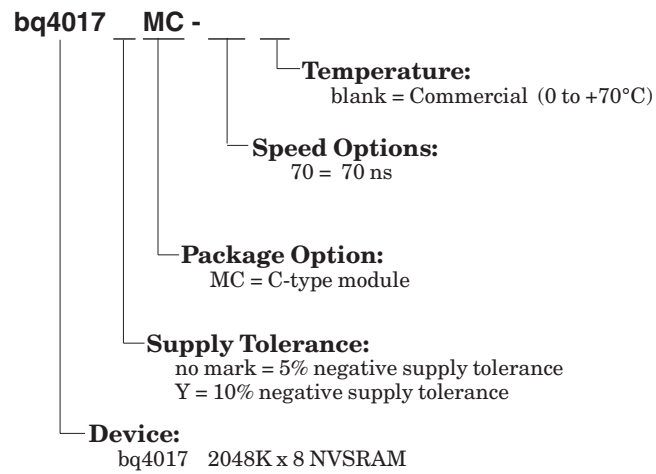 bq4017 MC -
Temperature:
blank = Commercial (0 to +70°C)
Speed Options:
70 = 70 ns
Package Option:
MC = C-type module
Supply Tolerance:
no mark = 5% negative supply tolerance
Y = 10% negative supply tolerance
Device:
bq4017 2048K x 8 NVSRAM